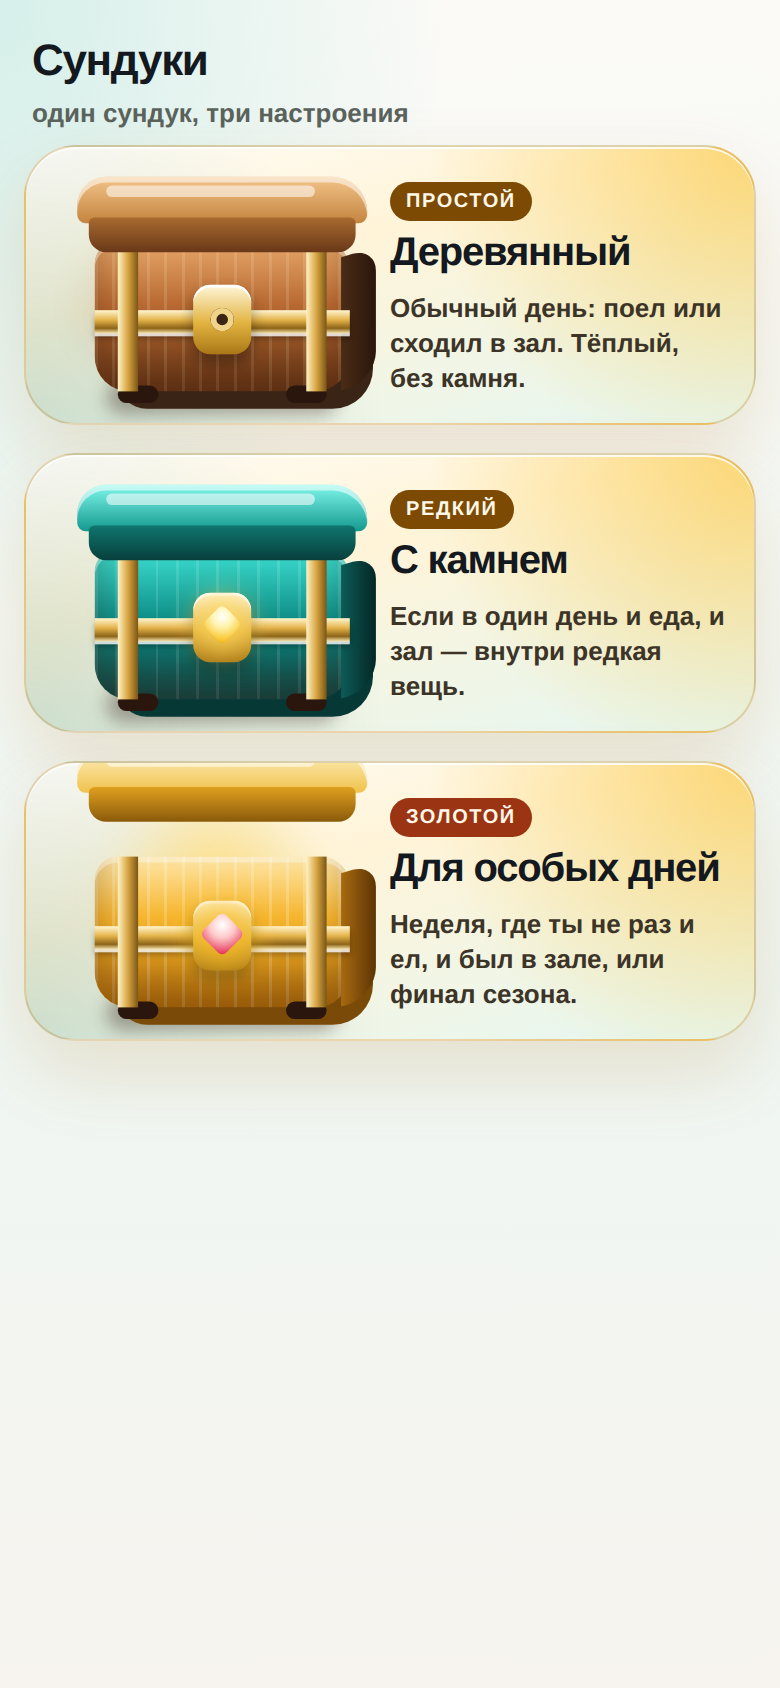 Сундуки
один сундук, три настроения
ПРОСТОЙ
Деревянный
Обычный день: поел или
сходил в зал. Тёплый,
без камня.
РЕДКИЙ
С камнем
Если в один день и еда, и
зал — внутри редкая
вещь.
ЗОЛОТОЙ
Для особых дней
Неделя, где ты не раз и
ел, и был в зале, или
финал сезона.